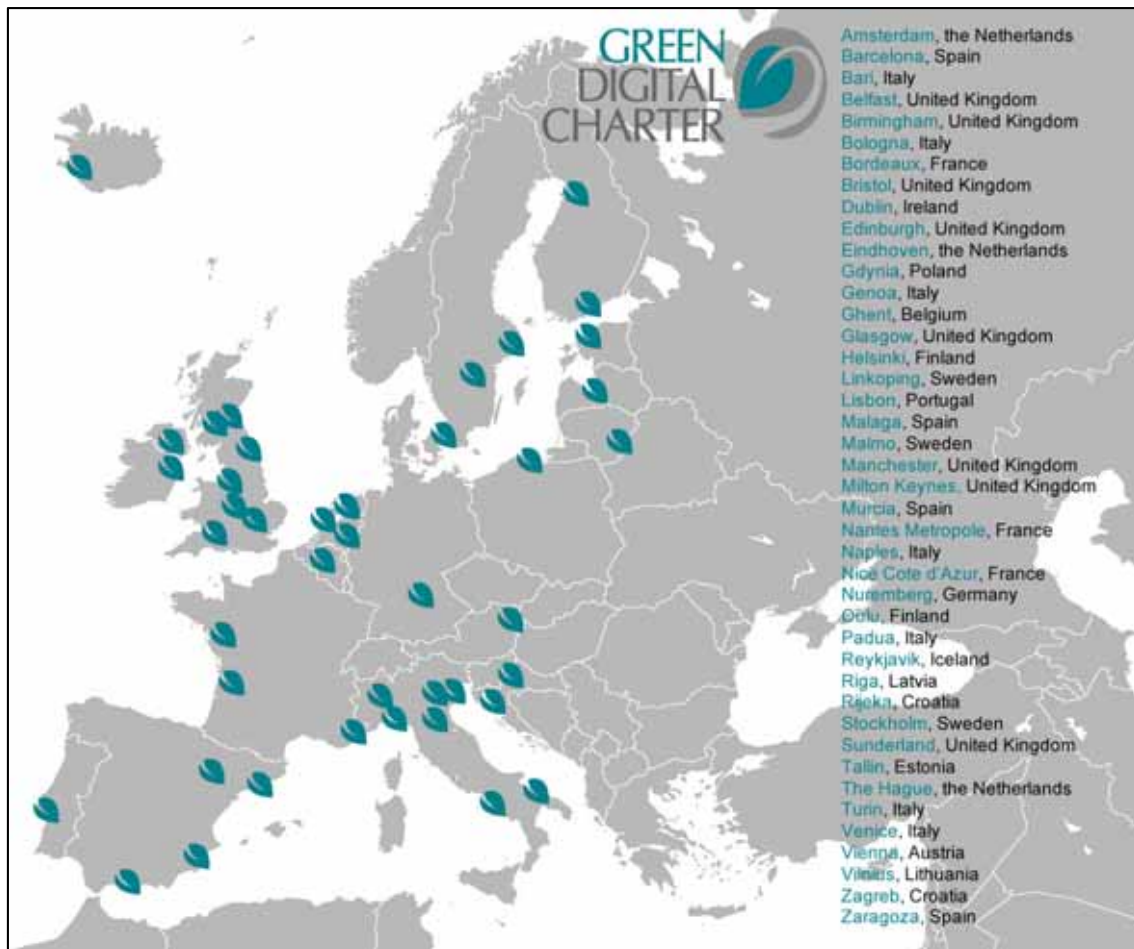 GREEN
DIGITAL
CHARTER
Amsterdam, the Netherlands
Barcelona, Spain
Bari, Italy
Belfast, United Kingdom
Birmingham, United Kingdom
Bologna, Italy
Bordeaux, France
Bristol, United Kingdom
Dublin, Ireland
Edinburgh, United Kingdom
Eindhoven, the Netherlands
Gdynia, Poland
Genoa, Italy
Ghent, Belgium
Glasgow, United Kingdom
Helsinki, Finland
Linkoping, Sweden
Lisbon, Portugal
Malaga, Spain
Malmo, Sweden
Manchester, United Kingdom
Milton Keynes, United Kingdom
Murcia, Spain
Nantes Metropole, France
Naples, Italy
Nice Cote d'Azur, France
Nuremberg, Germany
Oulu, Finland
Padua, Italy
Reykjavik, Iceland
Riga, Latvia
Rijeka, Croatia
Stockholm, Sweden
Sunderland, United Kingdom
Tallin, Estonia
The Hague, the Netherlands
Turin, Italy
Venice, Italy
Vienna, Austria
Vilnius, Lithuania
Zagreb, Croatia
Zaragoza, Spain